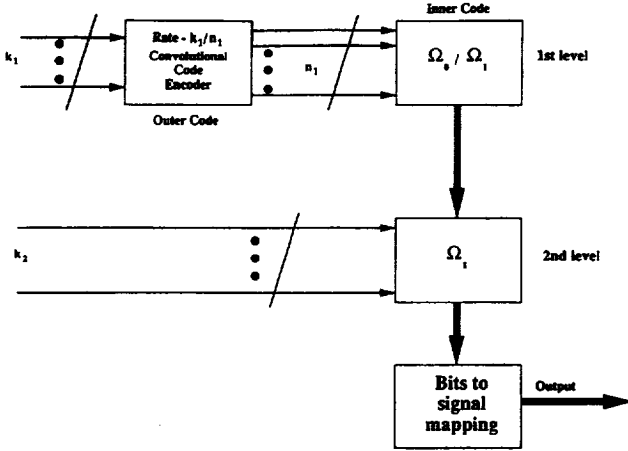 Inner Code
k₁
Rate - k₁/n₁
Convolutional
Code
Encoder
n₁
Ω₀ / Ω₁
1st level
Outer Code
k₂
Ω₁
2nd level
Bits to
signal
mapping
Output